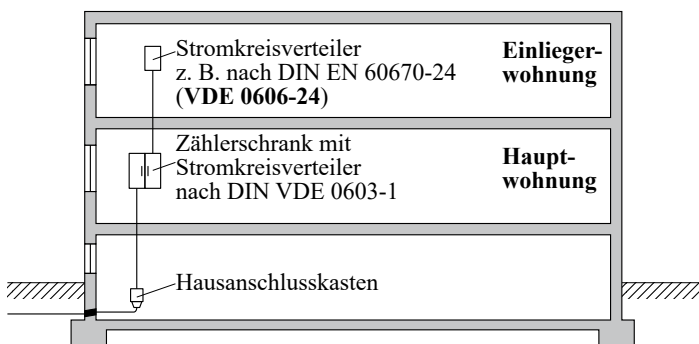 Stromkreisverteiler
z. B. nach DIN EN 60670-24
(VDE 0606-24)
Einlieger-
wohnung
Zählerschrank mit
Stromkreisverteiler
nach DIN VDE 0603-1
Haupt-
wohnung
Hausanschlusskasten